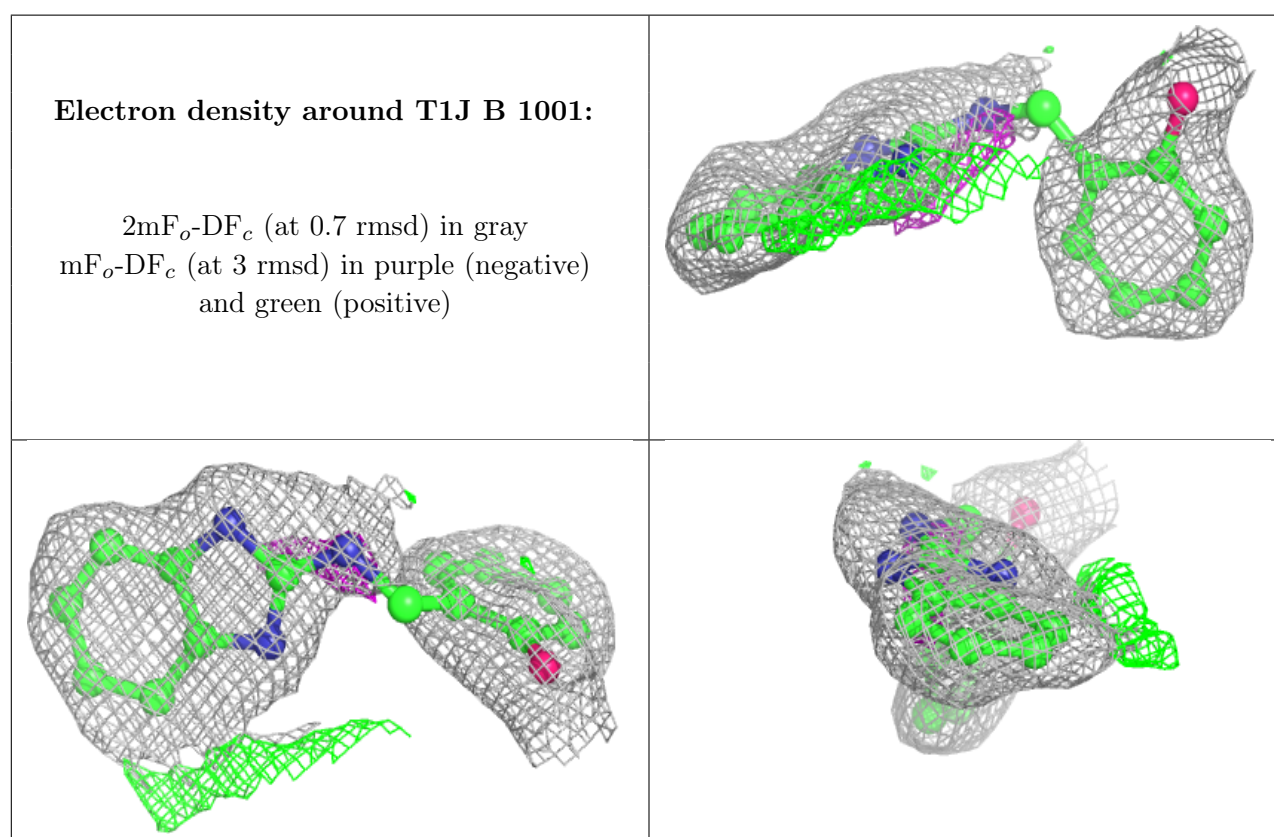 Electron density around T1J B 1001:
2mFo-DFc (at 0.7 rmsd) in gray
mFo-DFc (at 3 rmsd) in purple (negative)
and green (positive)